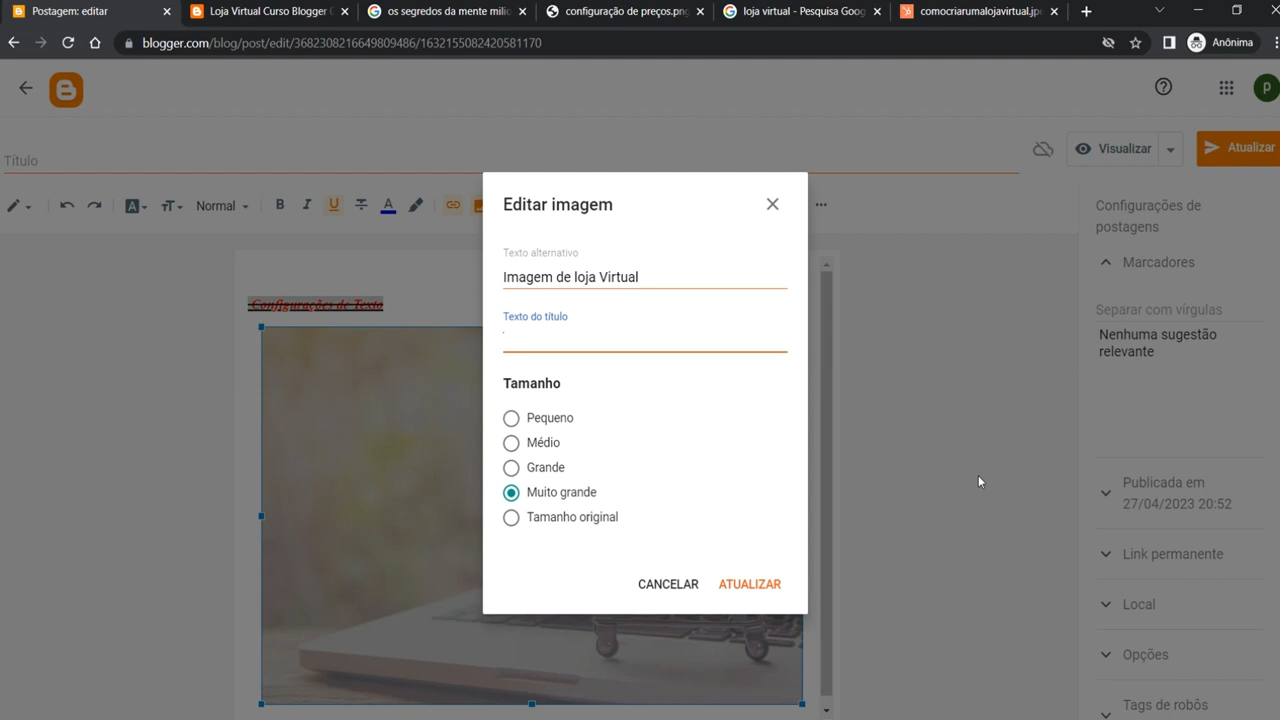 Postagem: editar
Loja Virtual Curso Blogger
os segredos da mente mili
configuração de preços.png
loja virtual - Pesquisa Goog
comocriarumalojavirtual.jpe
blogger.com/blog/post/edit/3682308216649809486/1632155082420581170
Anônima
p
Título
Visualizar
Atualizar
Normal
Configurações de
postagens
Marcadores
Separar com vírgulas
Nenhuma sugestão
relevante
Publicada em
27/04/2023 20:52
Link permanente
Local
Opções
Tags de robôs
Configurações de Texto
Editar imagem
Texto alternativo
Imagem de loja Virtual
Texto do título
Tamanho
Pequeno
Médio
Grande
Muito grande
Tamanho original
CANCELAR ATUALIZAR